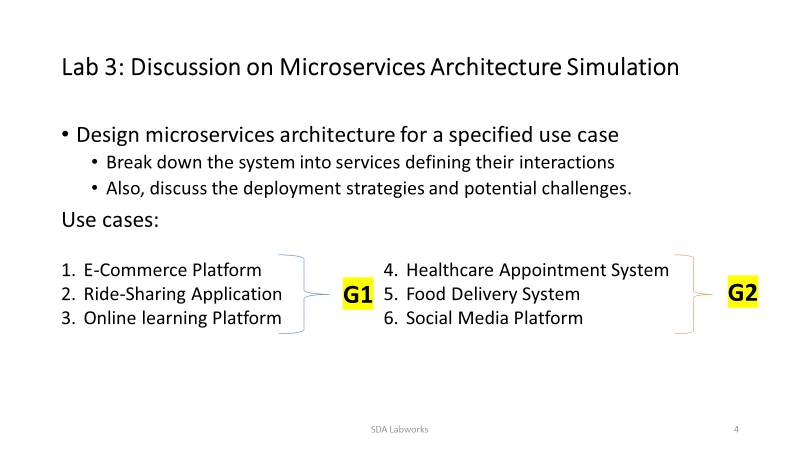 Lab 3: Discussion on Microservices Architecture Simulation
• Design microservices architecture for a specified use case
• Break down the system into services defining their interactions
• Also, discuss the deployment strategies and potential challenges.
Use cases:
1. E-Commerce Platform
2. Ride-Sharing Application
3. Online learning Platform
G1
4. Healthcare Appointment System
5. Food Delivery System
6. Social Media Platform
G2
SDA Labworks
4